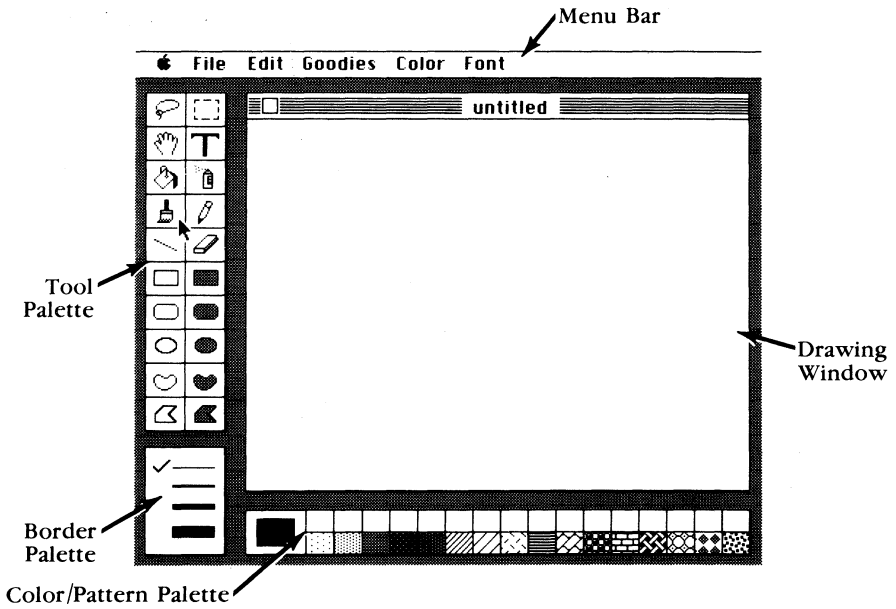 Menu Bar
File Edit Goodies Color Font
untitled
T
Tool
Palette
Drawing
Window
Border
Palette
Color/Pattern Palette